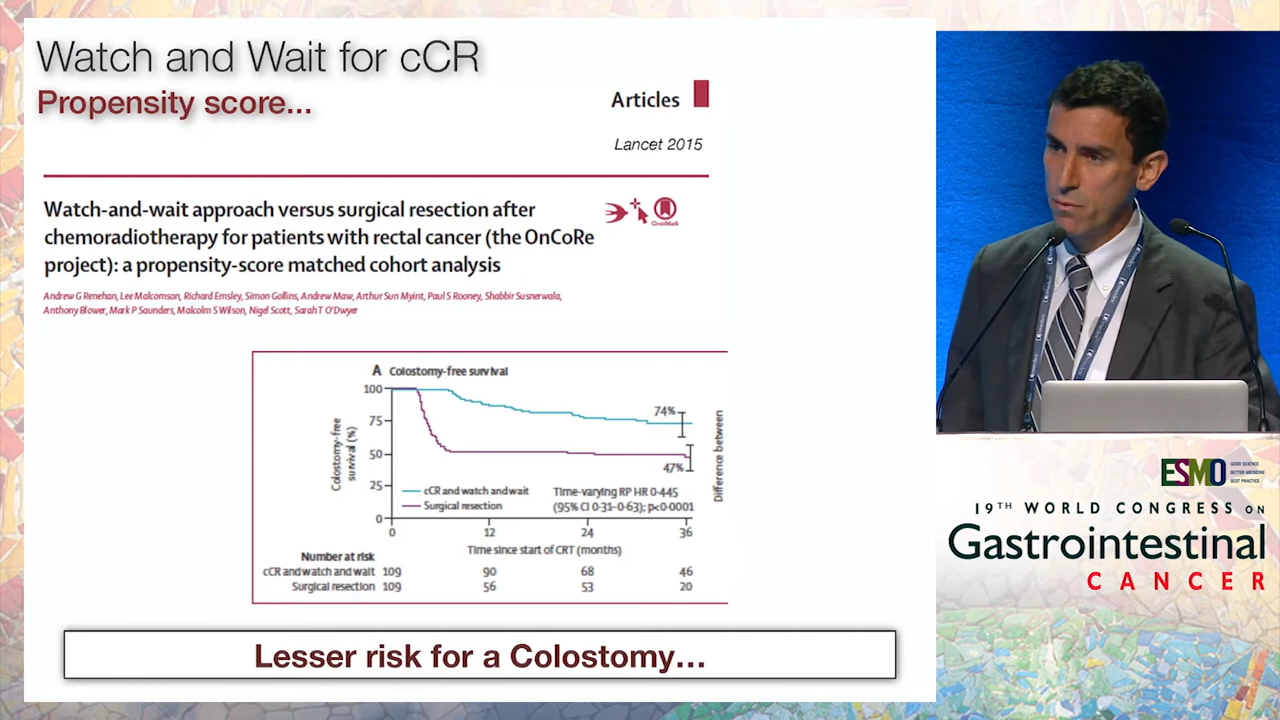 Watch and Wait for cCR
Propensity score...
Articles
Lancet 2015
Watch-and-wait approach versus surgical resection after
chemoradiotherapy for patients with rectal cancer (the OnCoRe
project): a propensity-score matched cohort analysis
CrossMark
Andrew G Renehan, Lee Malcomson, Richard Emsley, Simon Gollins, Andrew Maw, Arthur Sun Myint, Paul S Rooney, Shabbir Susnerwala,
Anthony Blower, Mark P Saunders, Malcolm S Wilson, Nigel Scott, Sarah T O'Dwyer
A Colostomy-free survival
Colostomy-free
survival (%)
100
75
50
25
0
74%
47%
cCR and watch and wait
Surgical resection
Time-varying RP HR 0·445
(95% CI 0·31–0·63); p<0·0001
0 12 24 36
Time since start of CRT (months)
Difference between
Number at risk
cCR and watch and wait 109 90 68 46
Surgical resection 109 56 53 20
Lesser risk for a Colostomy...
ESMO
GOOD SCIENCE
BETTER MEDICINE
BEST PRACTICE
19TH WORLD CONGRESS ON
Gastrointestinal
CANCER